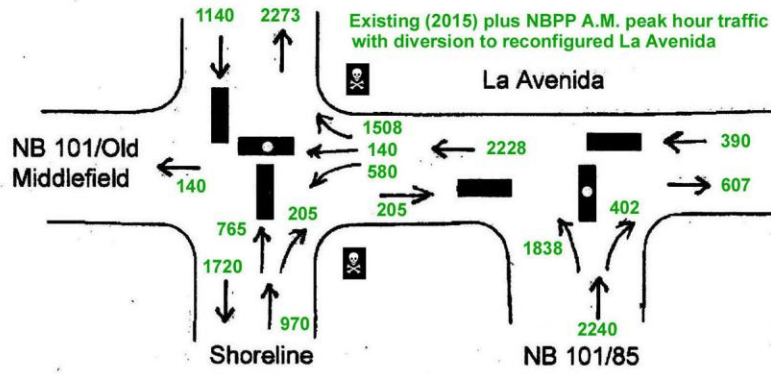 1140
2273
Existing (2015) plus NBPP A.M. peak hour traffic
with diversion to reconfigured La Avenida
La Avenida
NB 101/Old
Middlefield
1508
140
580
2228
390
140
205
607
765
205
402
1720
1838
970
2240
Shoreline
NB 101/85